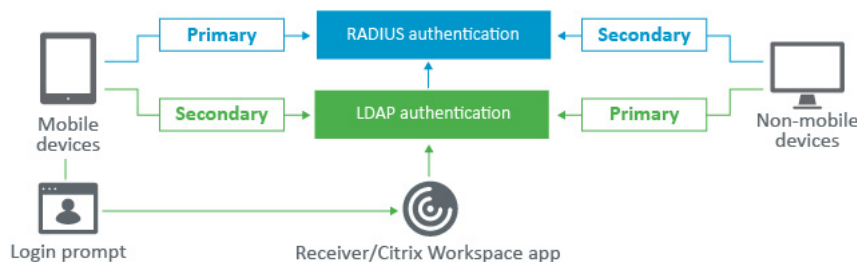 Primary
RADIUS authentication
Secondary
Secondary
LDAP authentication
Primary
Mobile
devices
Non-mobile
devices
Login prompt
Receiver/Citrix Workspace app